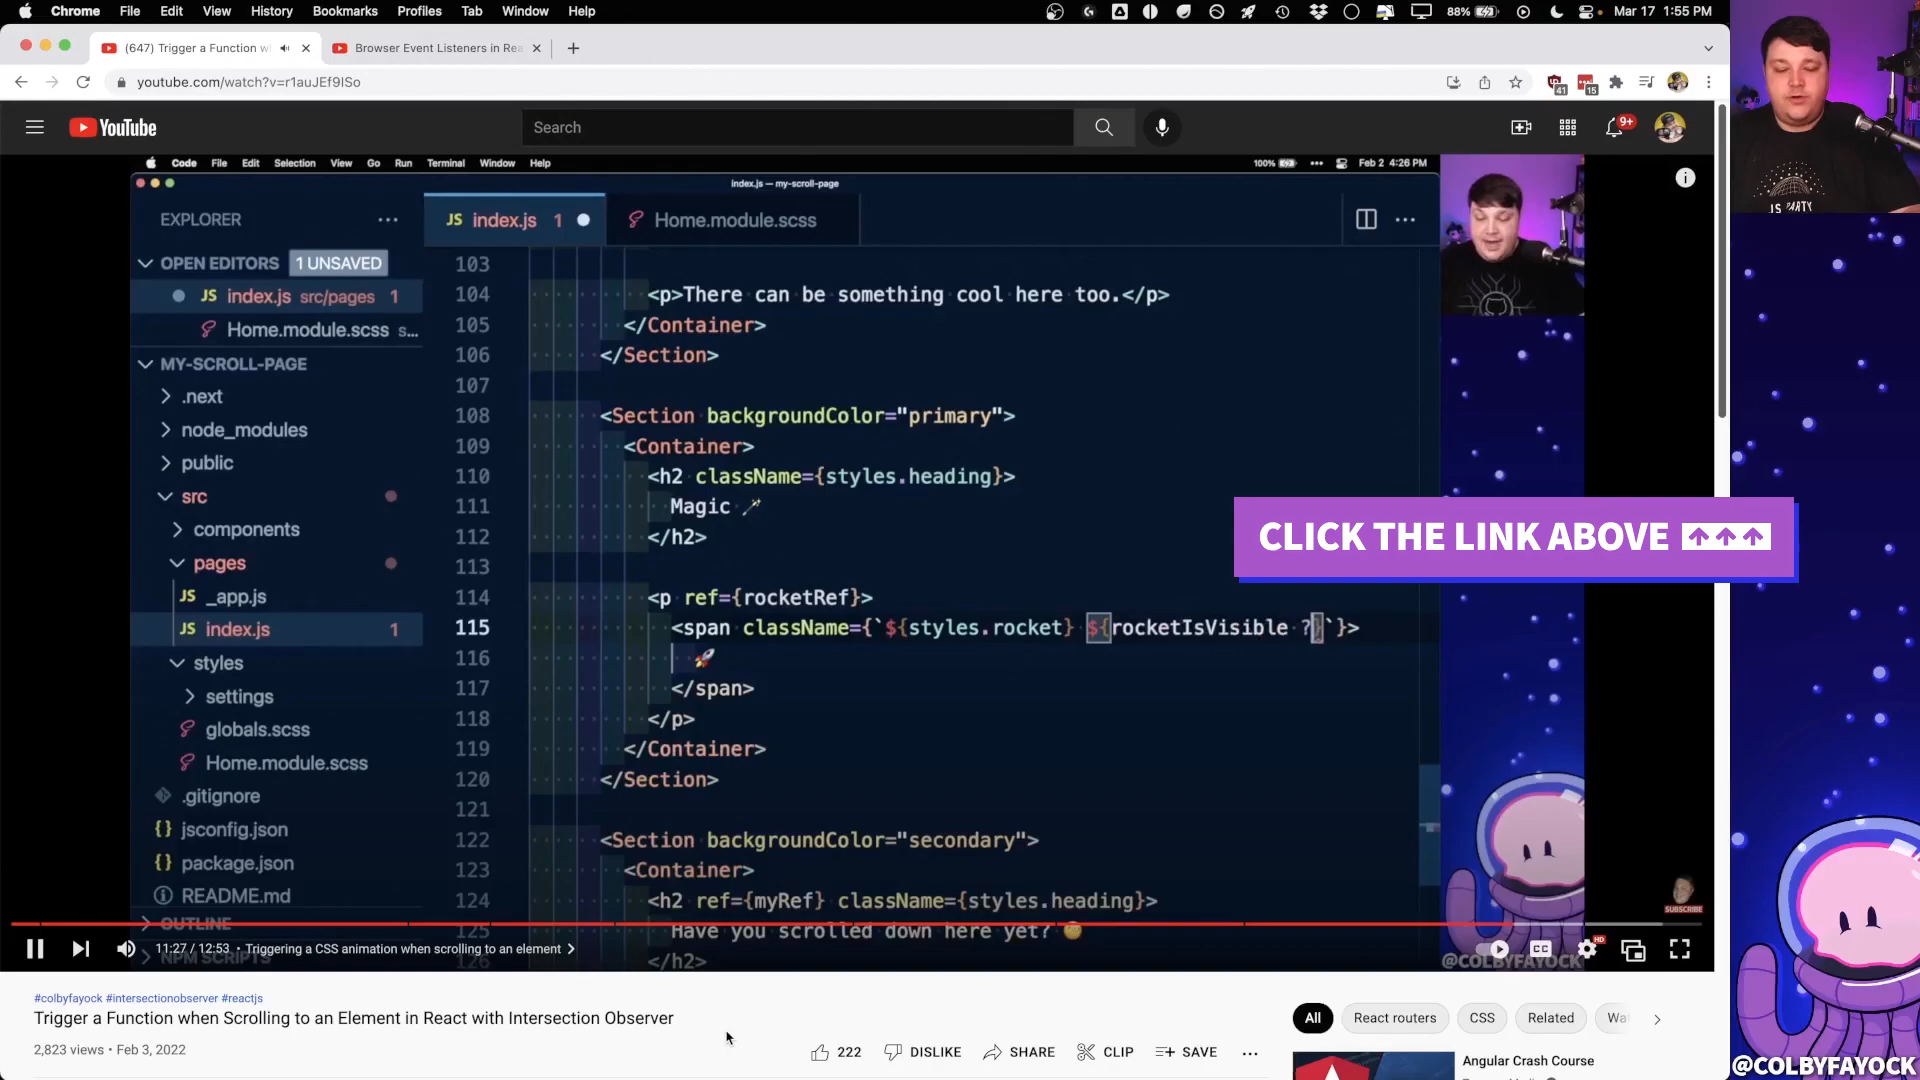 Chrome File Edit View History Bookmarks Profiles Tab Window Help
88% Mar 17 1:55 PM
(647) Trigger a Function w
Browser Event Listeners in Rea
youtube.com/watch?v=r1auJEf9ISo
41
15
YouTube
Search
9+
Code File Edit Selection View Go Run Terminal Window Help
100% Feb 2 4:26 PM
index.js — my-scroll-page
EXPLORER
JS index.js 1
Home.module.scss
OPEN EDITORS 1 UNSAVED
JS index.js src/pages 1
Home.module.scss s...
MY-SCROLL-PAGE
.next
node_modules
public
src
components
pages
JS _app.js
JS index.js 1
styles
settings
globals.scss
Home.module.scss
.gitignore
{} jsconfig.json
{} package.json
README.md
OUTLINE
NPM SCRIPTS
103
104 <p>There can be something cool here too.</p>
105 </Container>
106 </Section>
107
108 <Section backgroundColor="primary">
109 <Container>
110 <h2 className={styles.heading}>
111 Magic 🪄
112 </h2>
113
114 <p ref={rocketRef}>
115 <span className={`${styles.rocket} ${rocketIsVisible ?}`}>
116 🚀
117 </span>
118 </p>
119 </Container>
120 </Section>
121
122 <Section backgroundColor="secondary">
123 <Container>
124 <h2 ref={myRef} className={styles.heading}>
125 Have you scrolled down here yet?
126 </h2>
JS PARTY
CLICK THE LINK ABOVE ↑↑↑
SUBSCRIBE
11:27 / 12:53 • Triggering a CSS animation when scrolling to an element
CC
HD
@COLBYFAYOCK
#colbyfayock #intersectionobserver #reactjs
Trigger a Function when Scrolling to an Element in React with Intersection Observer
2,823 views • Feb 3, 2022
222 DISLIKE SHARE CLIP SAVE
All React routers CSS Related
Angular Crash Course
@COLBYFAYOCK